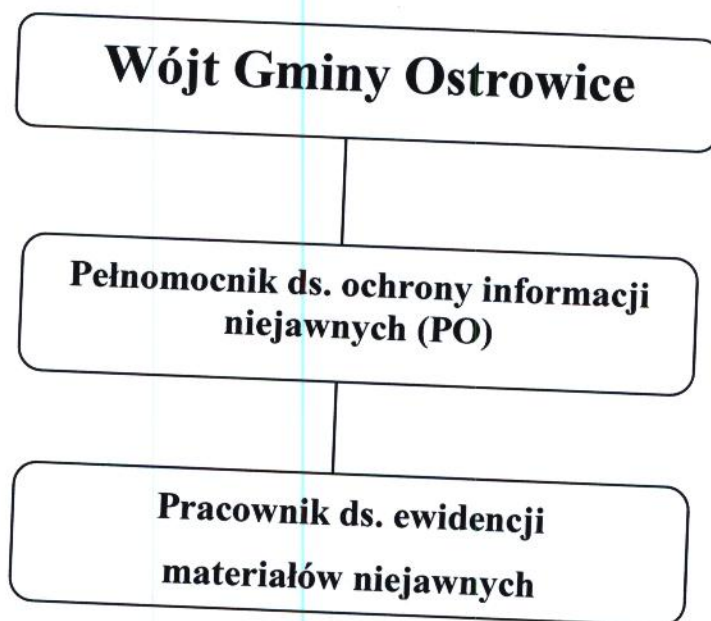 Wójt Gminy Ostrowice
Pełnomocnik ds. ochrony informacji
niejawnych (PO)
Pracownik ds. ewidencji
materiałów niejawnych